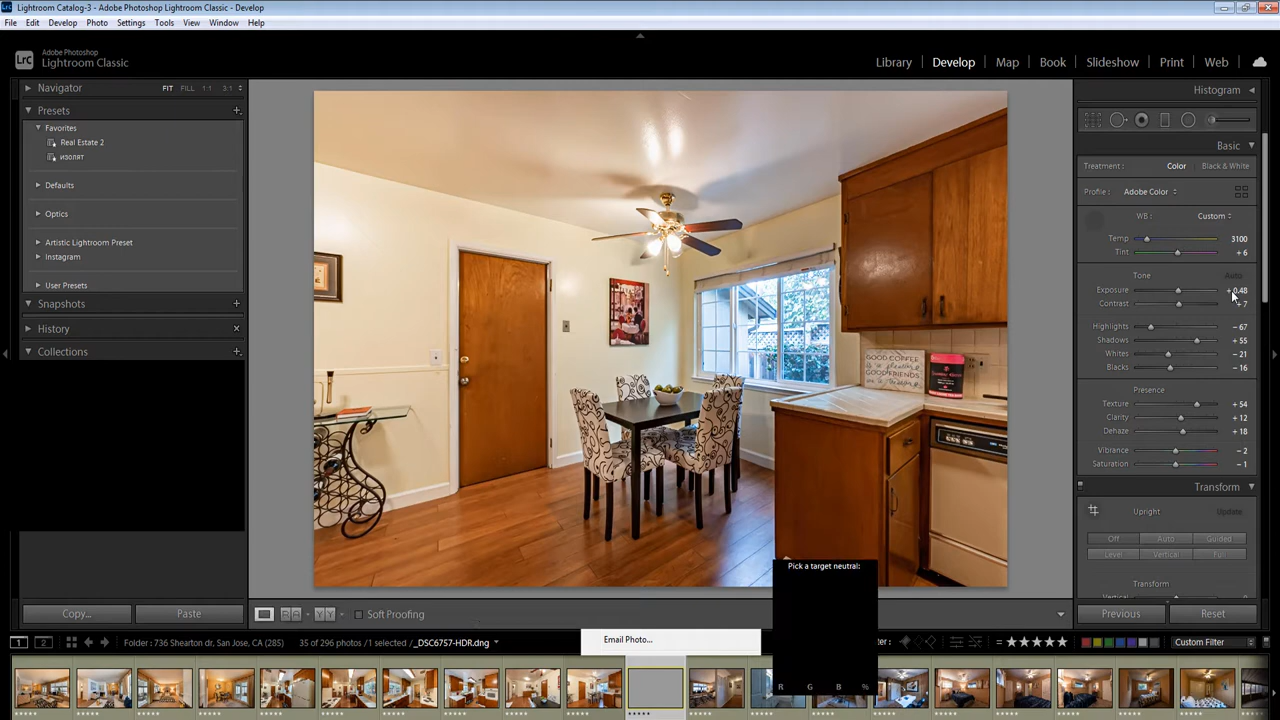 Lightroom Catalog-3 - Adobe Photoshop Lightroom Classic - Develop
File Edit Develop Photo Settings Tools View Window Help
Lrc
Adobe Photoshop
Lightroom Classic
Library Develop Map Book Slideshow Print Web
Navigator FIT FILL 1:1 3:1
Presets
Favorites
Real Estate 2
изолят
Defaults
Optics
Artistic Lightroom Preset
Instagram
User Presets
Snapshots
History
Collections
Copy... Paste
GOOD COFFEE
GOOD FRIENDS
Histogram
Basic
Treatment : Color Black & White
Profile : Adobe Color
WB : Custom
Temp 3100
Tint + 6
Tone Auto
Exposure + 0.48
Contrast + 7
Highlights − 67
Shadows + 55
Whites − 21
Blacks − 16
Presence
Texture + 54
Clarity + 12
Dehaze + 18
Vibrance − 2
Saturation − 1
Transform
Upright Update
Off Auto Guided
Level Vertical Full
Transform
Vertical
Previous Reset
Soft Proofing
Pick a target neutral:
R G B %
Email Photo...
1 2 Folder : 736 Shearton dr, San Jose, CA (285) 35 of 296 photos /1 selected /_DSC6757-HDR.dng
Custom Filter